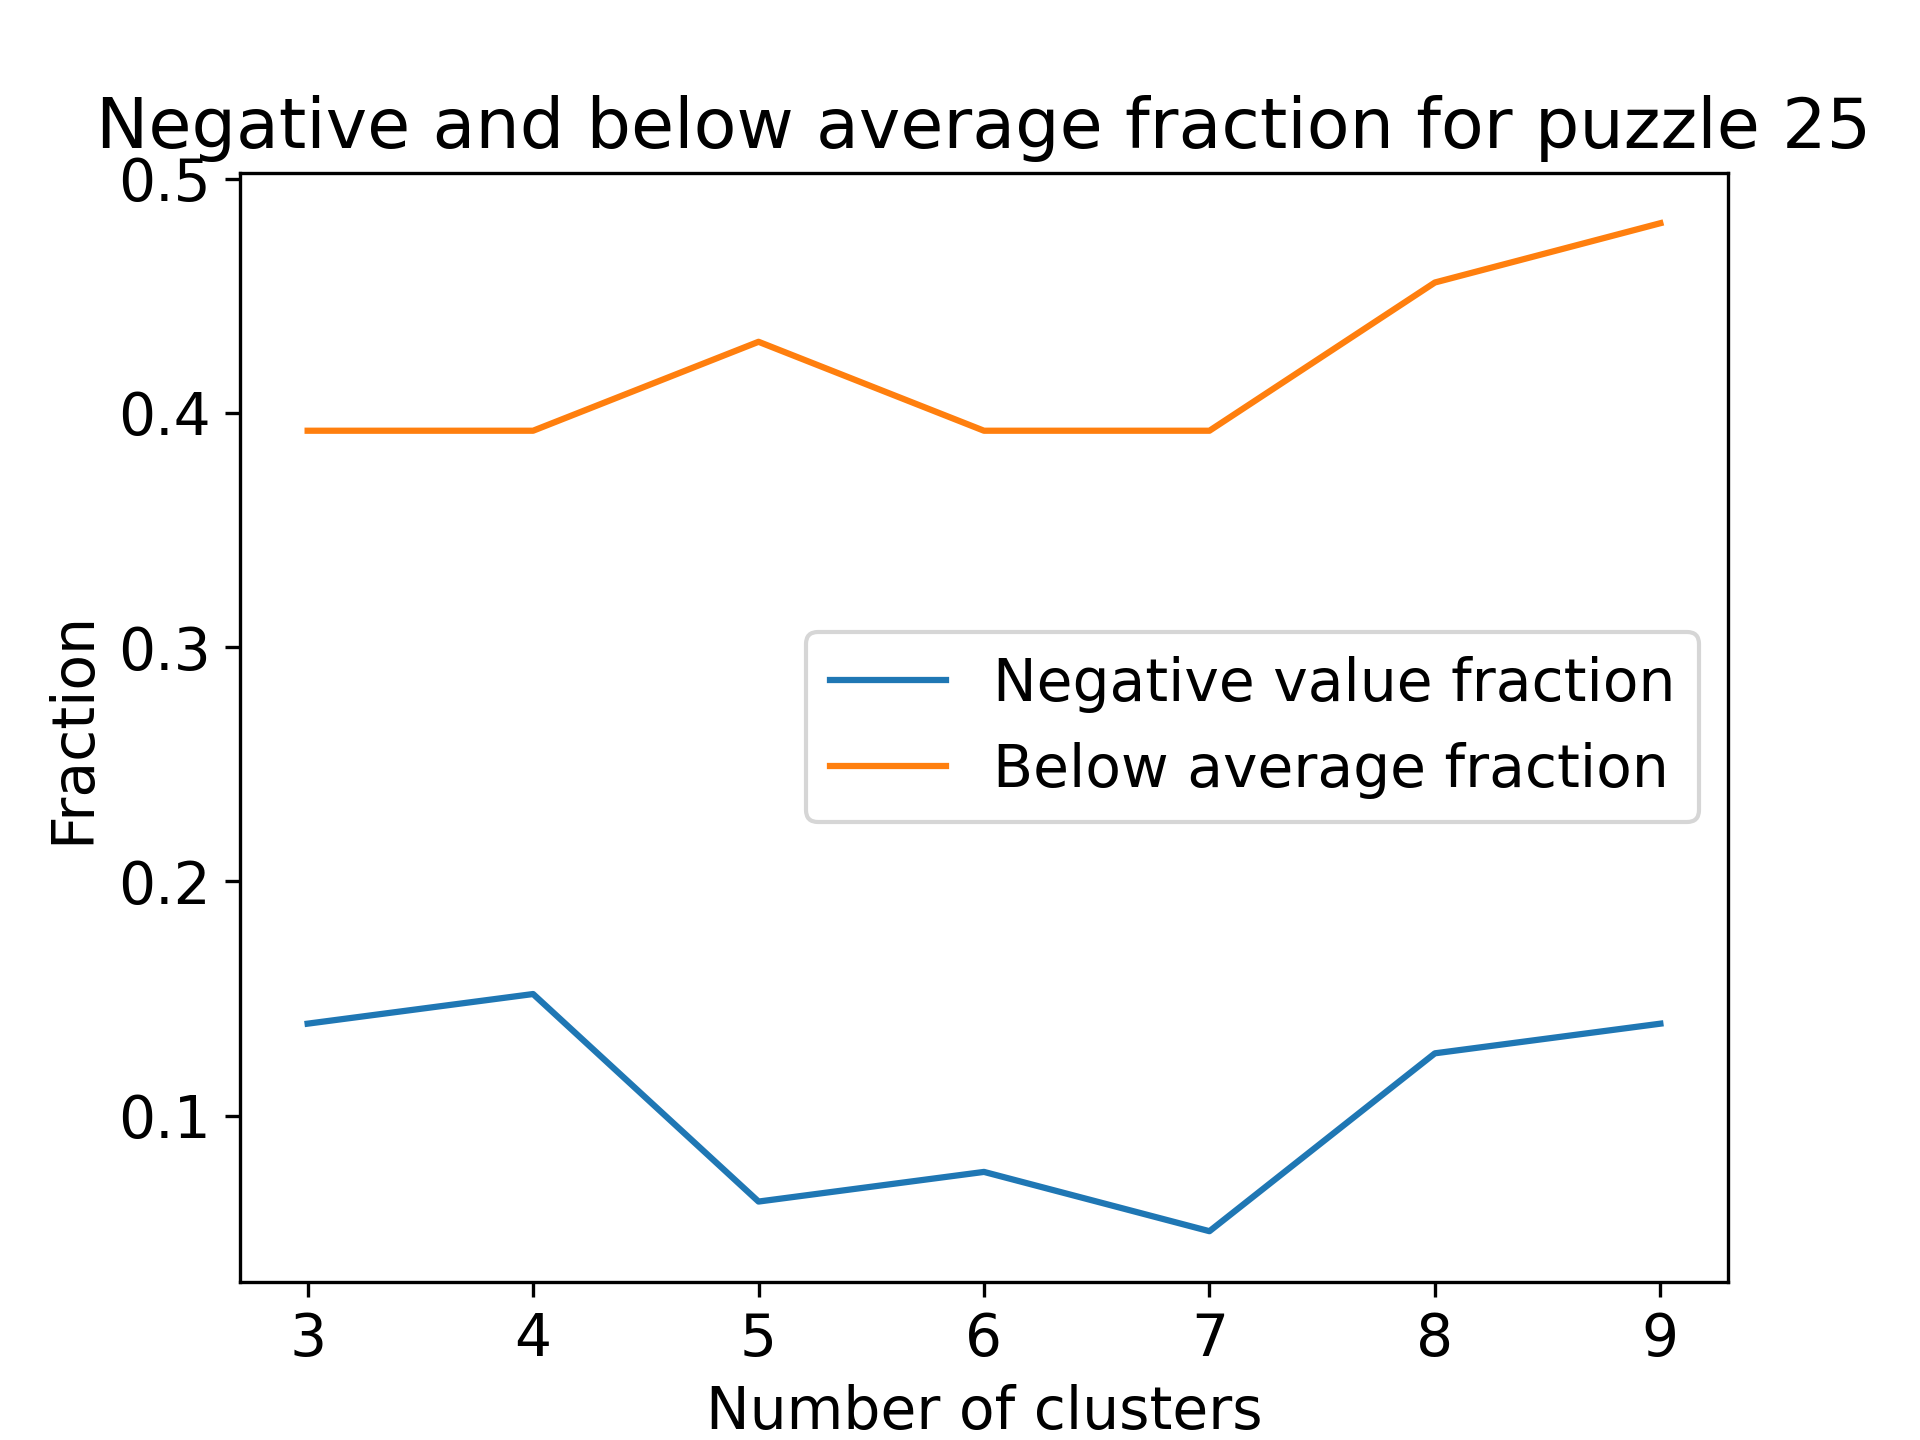 Negative and below average fraction for puzzle 25
0.5
0.4
0.3
0.2
0.1
Fraction
Negative value fraction
Below average fraction
3 4 5 6 7 8 9
Number of clusters